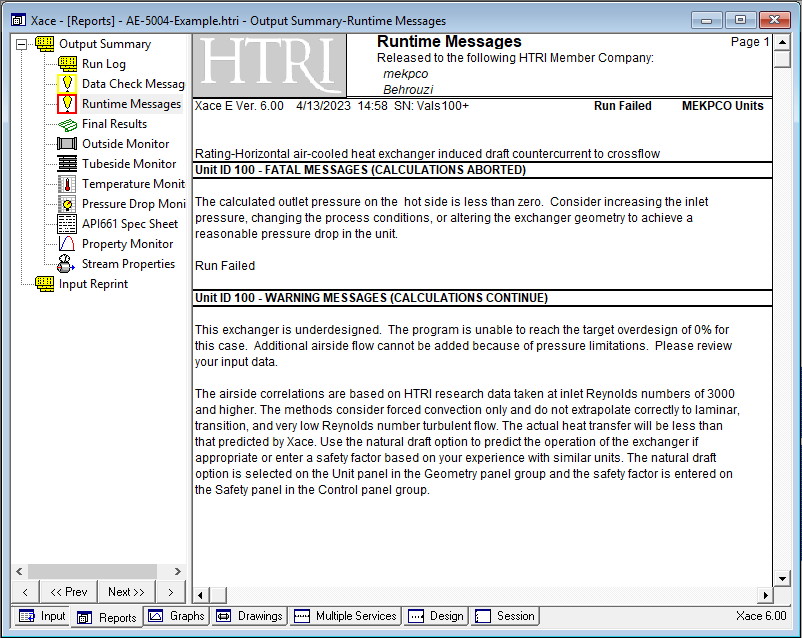 Xace - [Reports] - AE-5004-Example.htri - Output Summary-Runtime Messages
Output Summary
Run Log
Data Check Messag
Runtime Messages
Final Results
Outside Monitor
Tubeside Monitor
Temperature Monit
Pressure Drop Moni
API661 Spec Sheet
Property Monitor
Stream Properties
Input Reprint
< >
< << Prev Next >> >
HTRI
Runtime Messages
Page 1
Released to the following HTRI Member Company:
mekpco
Behrouzi
Xace E Ver. 6.00 4/13/2023 14:58 SN: Vals100+ Run Failed MEKPCO Units
Rating-Horizontal air-cooled heat exchanger induced draft countercurrent to crossflow
Unit ID 100 - FATAL MESSAGES (CALCULATIONS ABORTED)
The calculated outlet pressure on the hot side is less than zero. Consider increasing the inlet
pressure, changing the process conditions, or altering the exchanger geometry to achieve a
reasonable pressure drop in the unit.
Run Failed
Unit ID 100 - WARNING MESSAGES (CALCULATIONS CONTINUE)
This exchanger is underdesigned. The program is unable to reach the target overdesign of 0% for
this case. Additional airside flow cannot be added because of pressure limitations. Please review
your input data.
The airside correlations are based on HTRI research data taken at inlet Reynolds numbers of 3000
and higher. The methods consider forced convection only and do not extrapolate correctly to laminar,
transition, and very low Reynolds number turbulent flow. The actual heat transfer will be less than
that predicted by Xace. Use the natural draft option to predict the operation of the exchanger if
appropriate or enter a safety factor based on your experience with similar units. The natural draft
option is selected on the Unit panel in the Geometry panel group and the safety factor is entered on
the Safety panel in the Control panel group.
Input Reports Graphs Drawings Multiple Services Design Session Xace 6.00